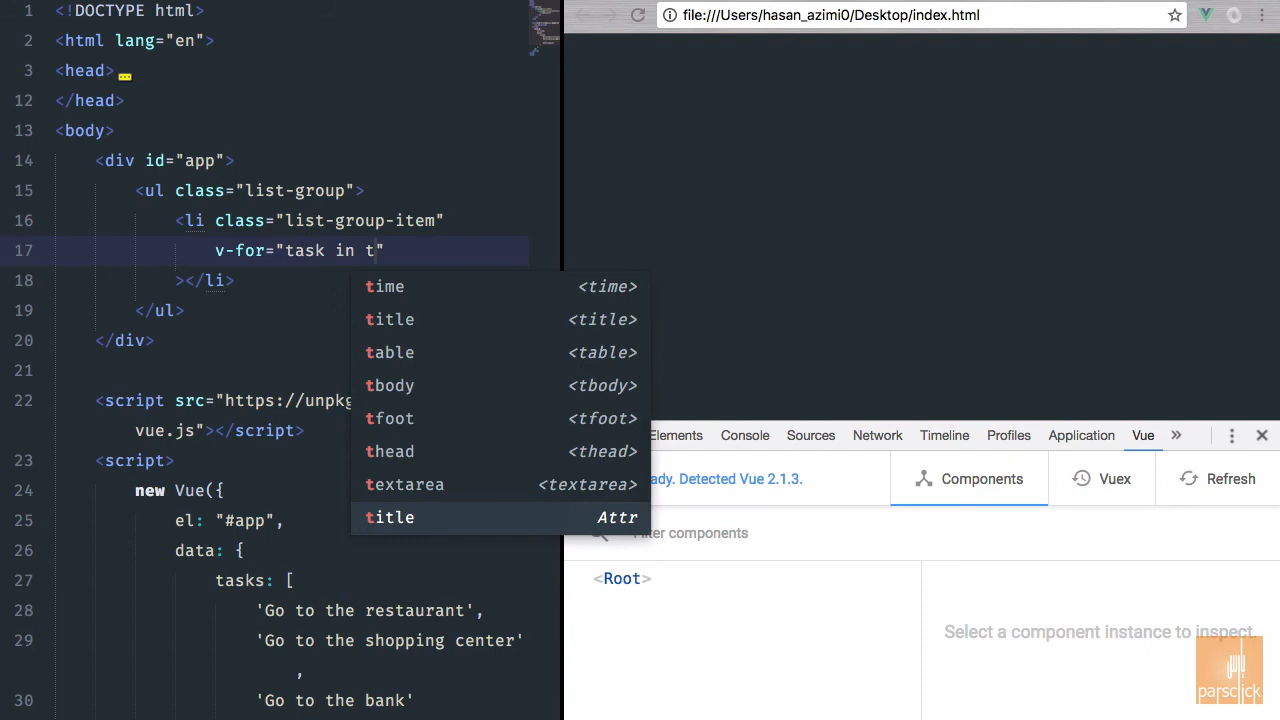 1 <!DOCTYPE html>
2 <html lang="en">
3 <head>
12 </head>
13 <body>
14 <div id="app">
15 <ul class="list-group">
16 <li class="list-group-item"
17 v-for="task in t"
18 ></li>
19 </ul>
20 </div>
21
22 <script src="https://unpkg
vue.js"></script>
23 <script>
24 new Vue({
25 el: "#app",
26 data: {
27 tasks: [
28 'Go to the restaurant',
29 'Go to the shopping center'
,
30 'Go to the bank'
time <time>
title <title>
table <table>
tbody <tbody>
tfoot <tfoot>
thead <thead>
textarea <textarea>
title Attr
file:///Users/hasan_azimi0/Desktop/index.html
Elements Console Sources Network Timeline Profiles Application Vue »
ady. Detected Vue 2.1.3. Components Vuex Refresh
Filter components
<Root>
Select a component instance to inspect.
parsclick